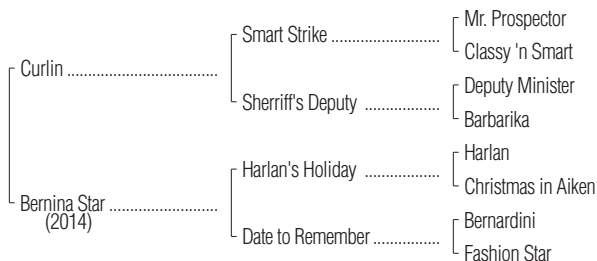 Mr. Prospector
Smart Strike ................................
Classy 'n Smart
Curlin ............................................
Deputy Minister
Sherriff's Deputy ......................
Barbarika
Harlan
Harlan's Holiday ......................
Christmas in Aiken
Bernina Star ................................
(2014)
Bernardini
Date to Remember...................
Fashion Star